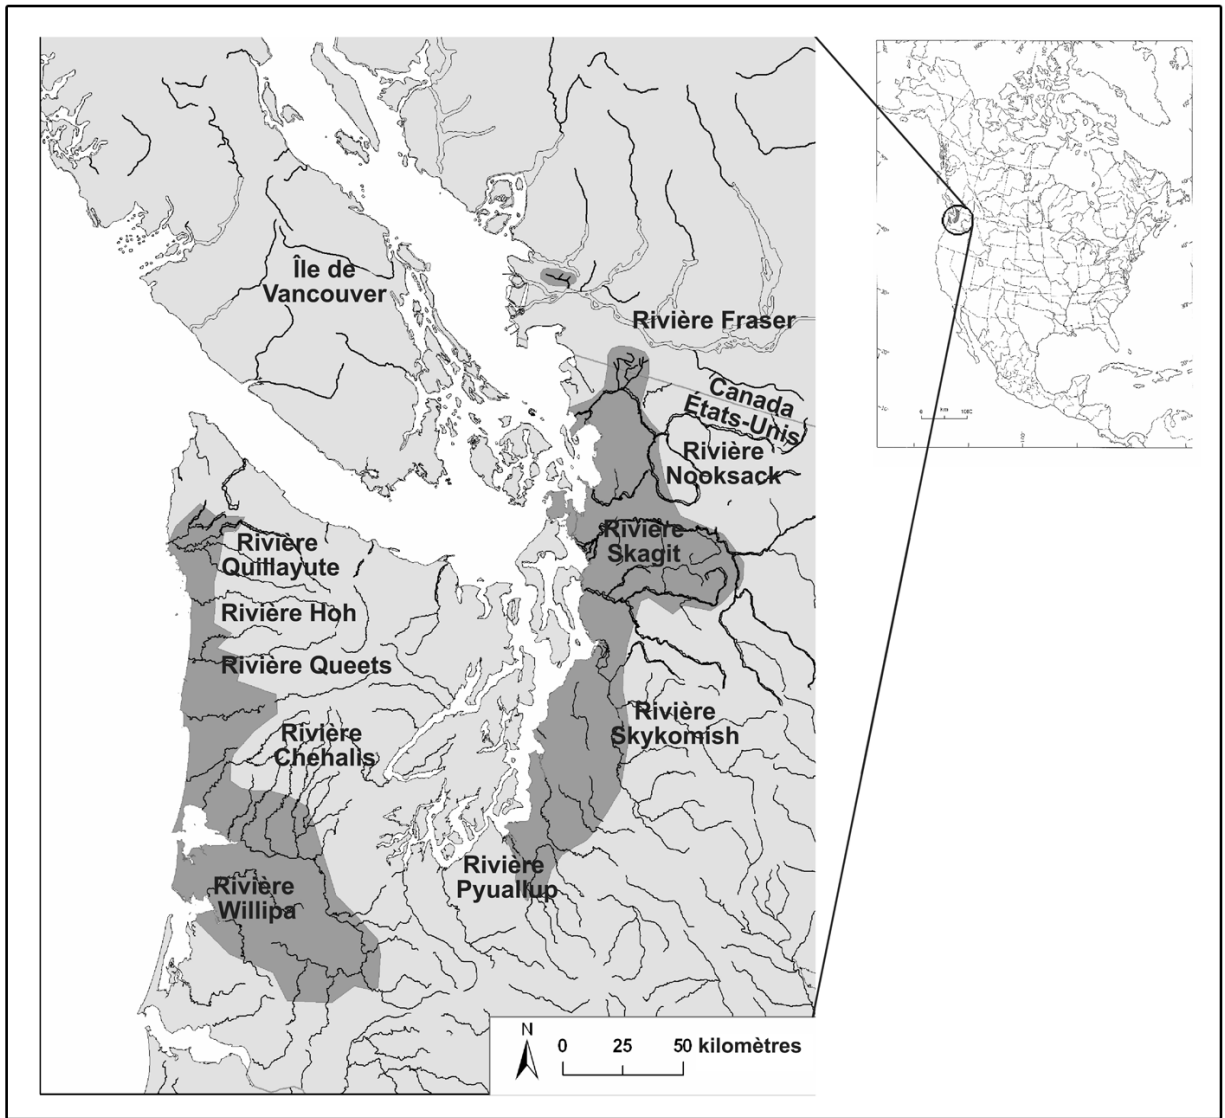 Île de
Vancouver
Rivière Fraser
Canada
États-Unis
Rivière
Nooksack
Rivière
Skagit
Rivière
Quillayute
Rivière Hoh
Rivière Queets
Rivière
Skykomish
Rivière
Chehalis
Rivière
Pyuallup
Rivière
Willipa
N
0 25 50 kilomètres
km